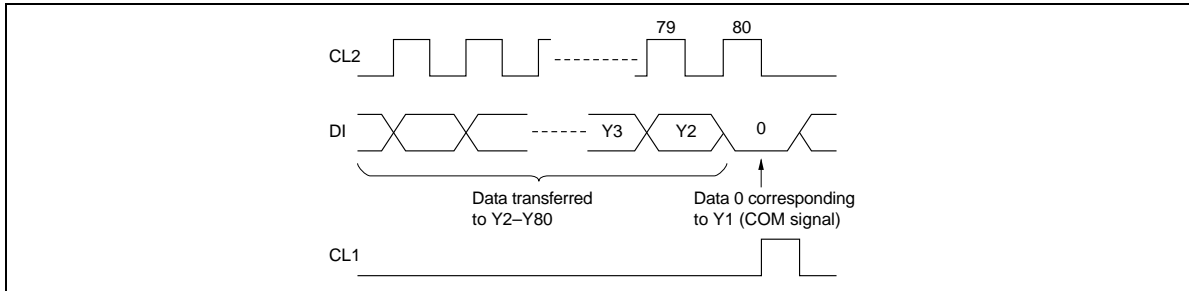 79 80
CL2
DI Y3 Y2 0
Data transferred
to Y2–Y80
Data 0 corresponding
to Y1 (COM signal)
CL1